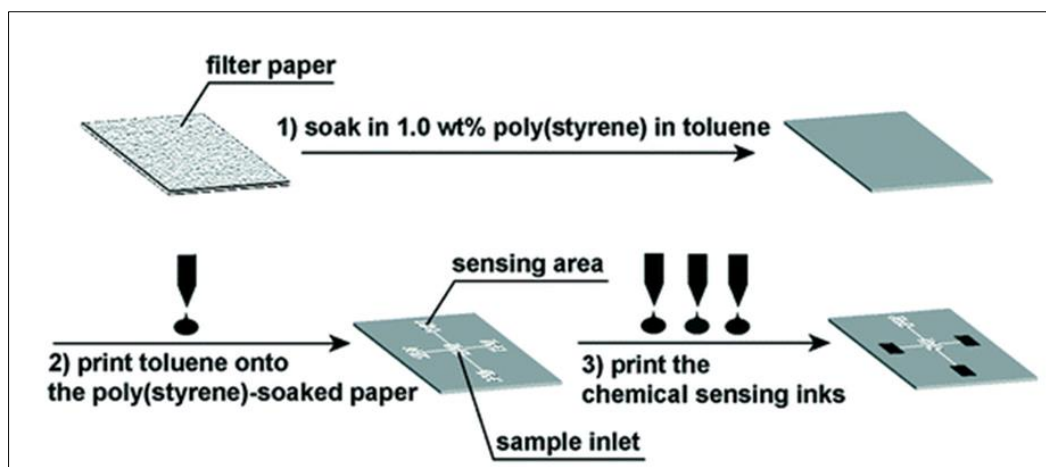 filter paper
1) soak in 1.0 wt% poly(styrene) in toluene
sensing area
2) print toluene onto
the poly(styrene)-soaked paper
3) print the
chemical sensing inks
sample inlet